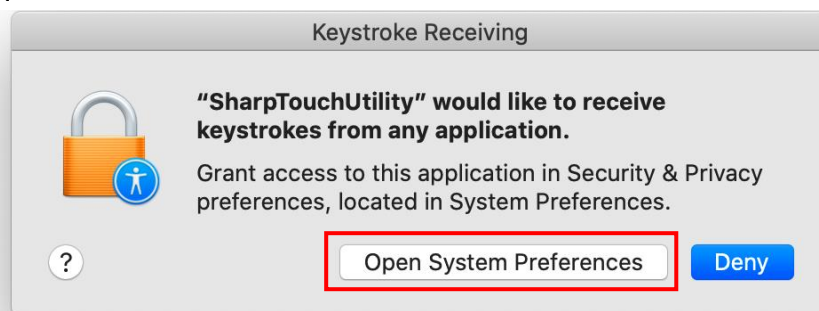 Keystroke Receiving
“SharpTouchUtility” would like to receive
keystrokes from any application.
Grant access to this application in Security & Privacy
preferences, located in System Preferences.
?
Open System Preferences
Deny